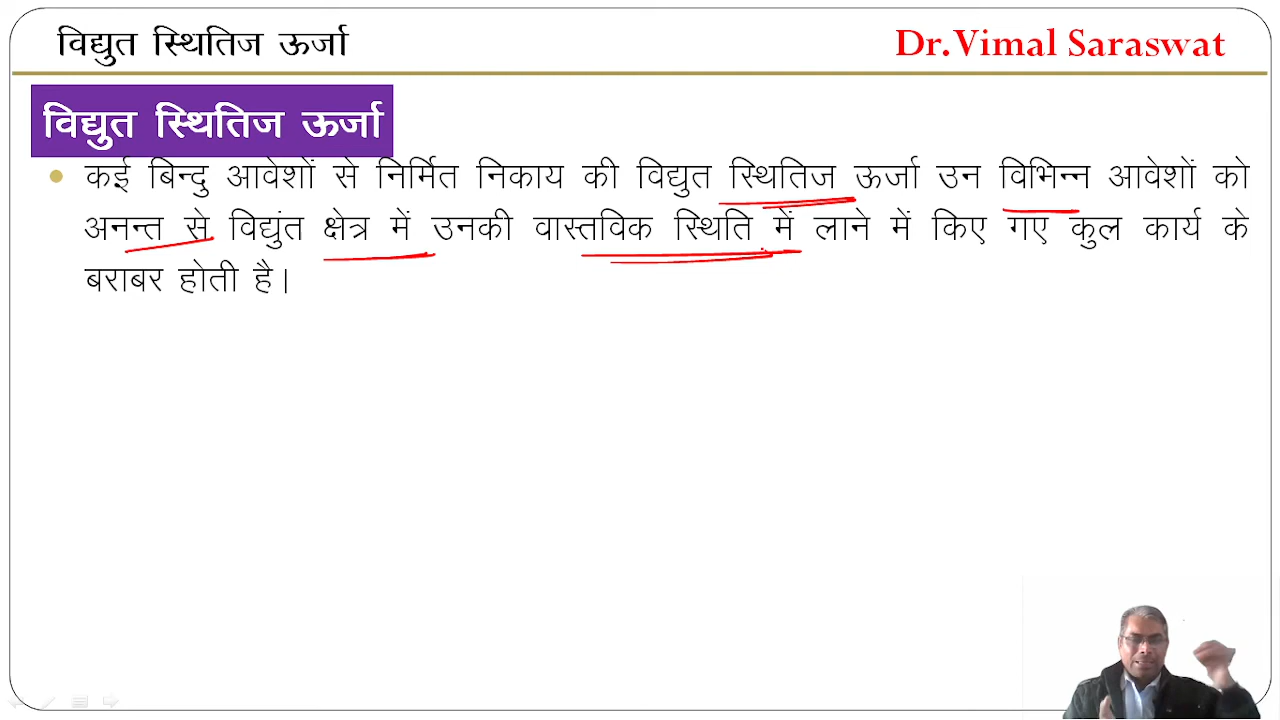 विद्युत स्थितिज ऊर्जा
Dr.Vimal Saraswat
विद्युत स्थितिज ऊर्जा
कई बिन्दु आवेशों से निर्मित निकाय की विद्युत स्थितिज ऊर्जा उन विभिन्न आवेशों को
अनन्त से विद्युंत क्षेत्र में उनकी वास्तविक स्थिति में लाने में किए गए कुल कार्य के
बराबर होती है।